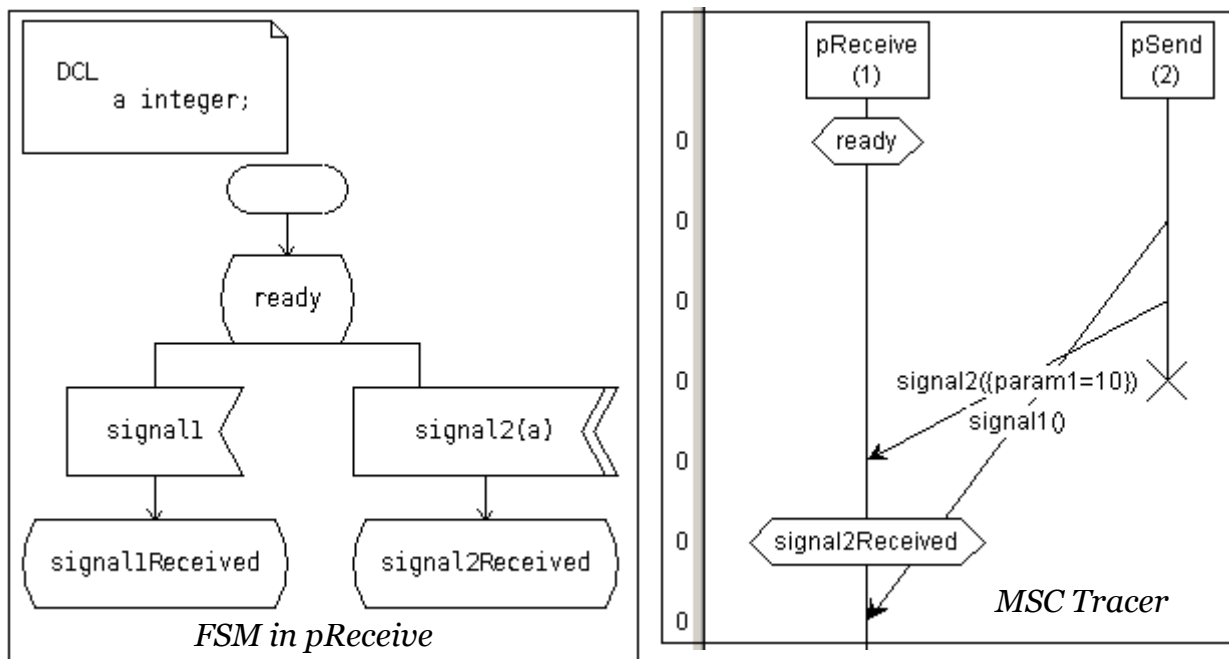 DCL
a integer;
ready
signal1
signal2(a)
signal1Received
signal2Received
FSM in pReceive
pReceive
(1)
pSend
(2)
0
ready
0
0
0
signal2({param1=10})
signal1()
0
0
signal2Received
0
MSC Tracer